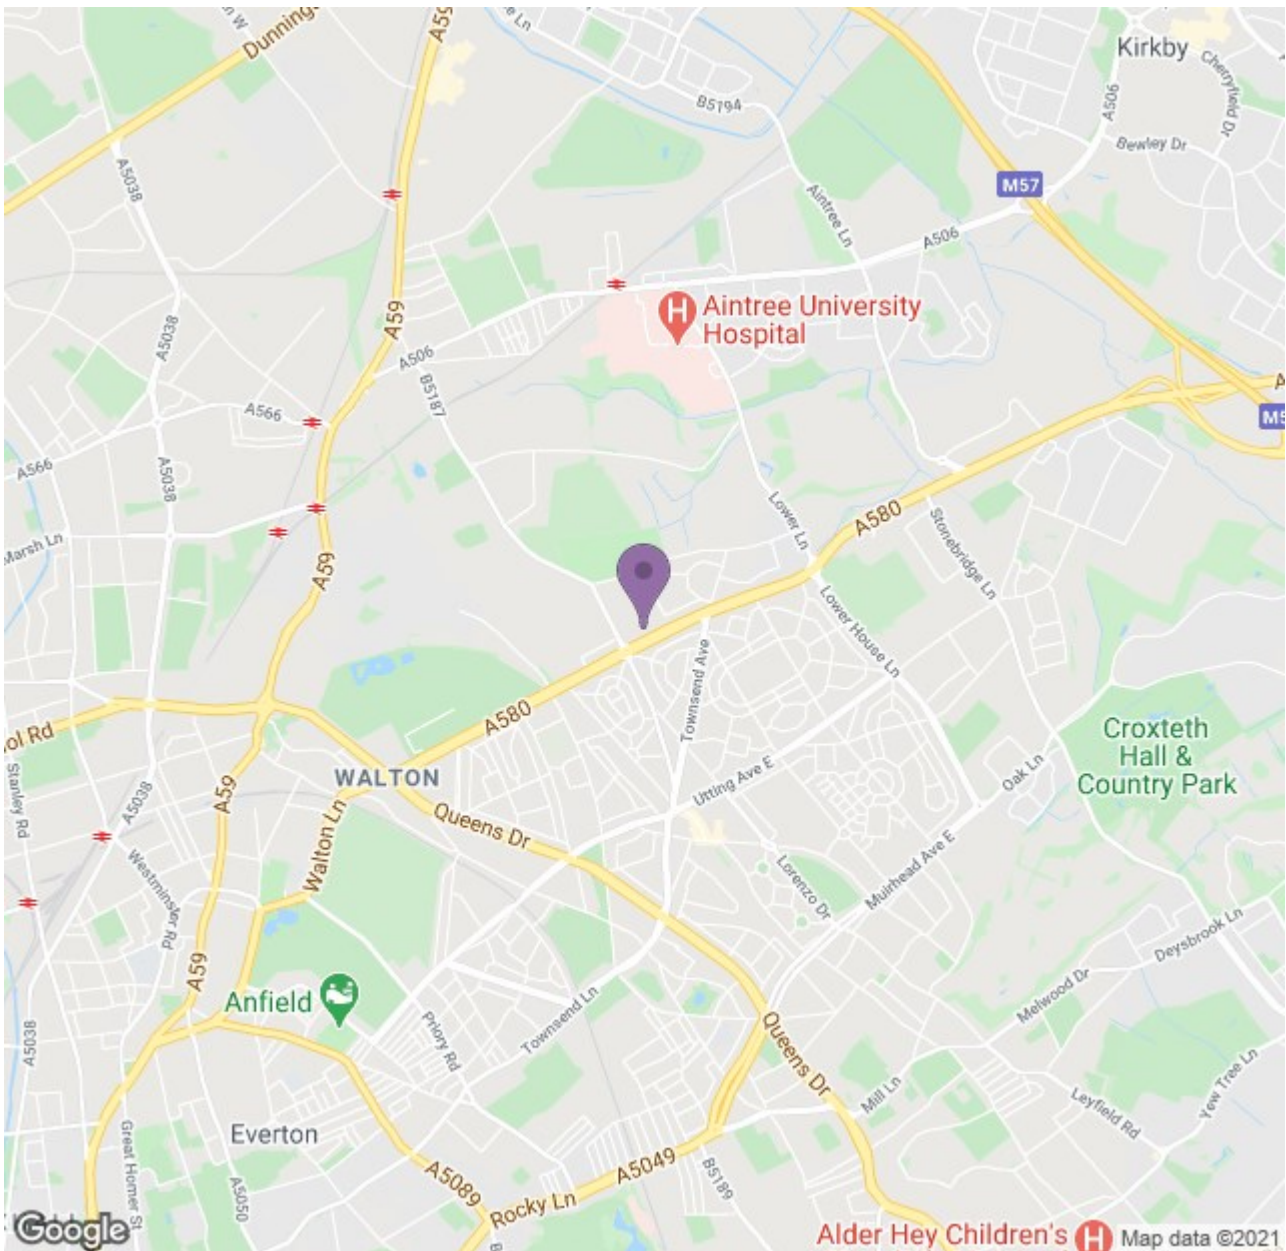 A59
Dunnings
B5194
Kirkby
A506
Cherryfield Dr
Bewley Dr
M57
A5038
Aintree Ln
A506
Aintree University
Hospital
A59
A5038
A506
B5187
A566
A566
A5038
Marsh Ln
A59
Lower Ln
A580
Stonebridge Ln
Lower House Ln
Townsend Ave
A580
Croxteth
Hall &
Country Park
Oak Ln
Stanley Rd
A5038
A59
WALTON
Utting Ave E
Queens Dr
Walton Ln
Westminster Rd
Lorenzo Dr
Muirhead Ave E
Deysbrook Ln
A59
Anfield
Melwood Dr
Priory Rd
Townsend Ln
Queens Dr
A5038
Mill Ln
Leyfield Rd
Yew Tree Ln
Great Homer St
Everton
A5050
A5089
A5049
B5189
Rocky Ln
Google
Alder Hey Children's
Map data ©2021